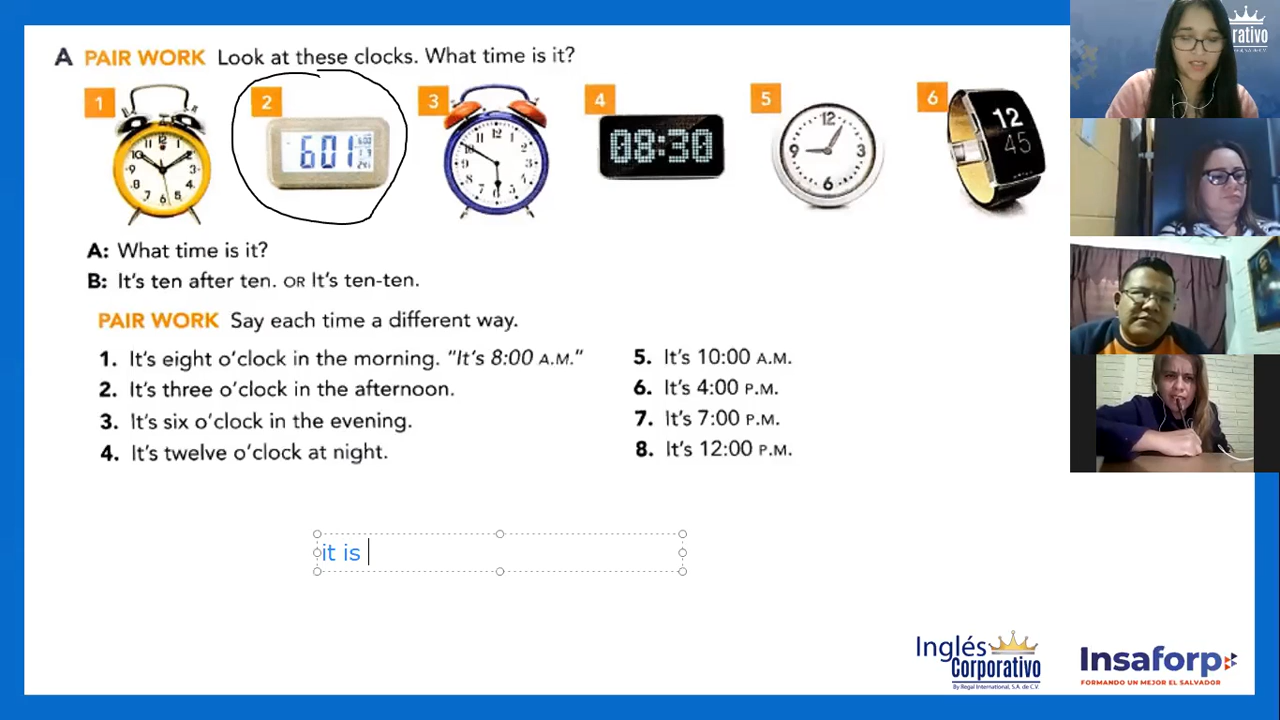 A PAIR WORK Look at these clocks. What time is it?
1
2
3
4
5
6
601
08:30
12
45
A: What time is it?
B: It's ten after ten. OR It's ten-ten.
PAIR WORK Say each time a different way.
1. It's eight o'clock in the morning. "It's 8:00 A.M."
2. It's three o'clock in the afternoon.
3. It's six o'clock in the evening.
4. It's twelve o'clock at night.
5. It's 10:00 A.M.
6. It's 4:00 P.M.
7. It's 7:00 P.M.
8. It's 12:00 P.M.
it is
Inglés
Corporativo
By Regal International, S.A. de C.V.
Insaforp
FORMANDO UN MEJOR EL SALVADOR